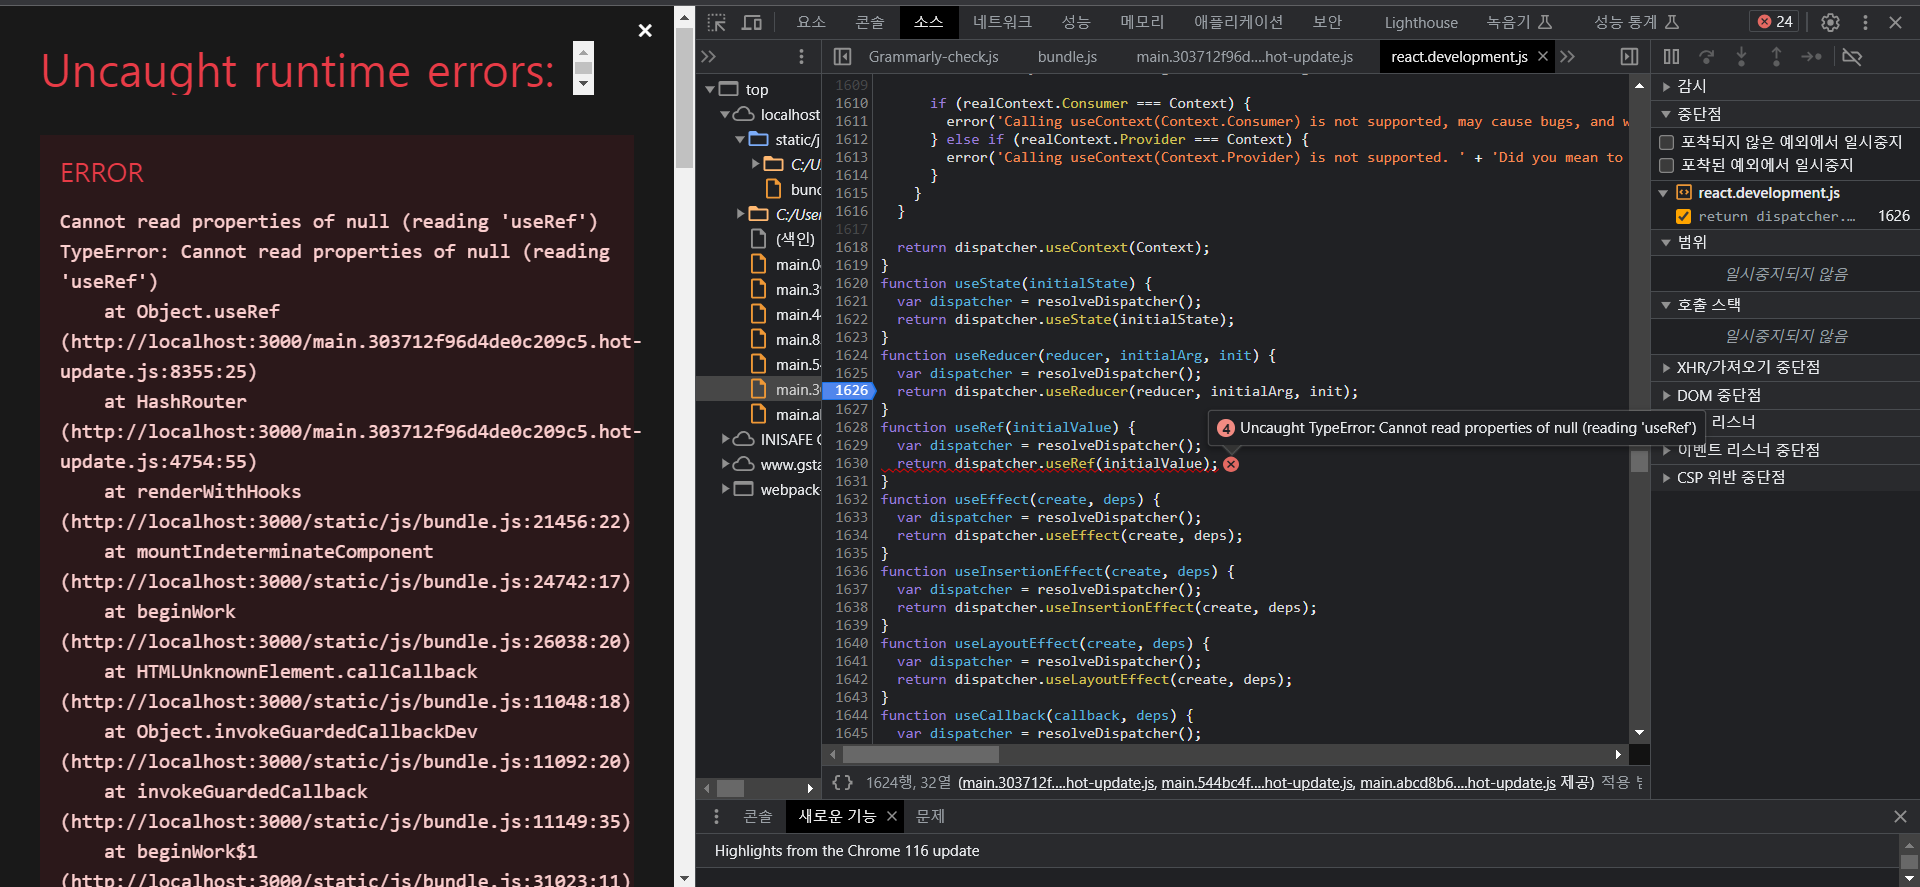 Uncaught runtime errors:
ERROR
Cannot read properties of null (reading 'useRef')
TypeError: Cannot read properties of null (reading
'useRef')
at Object.useRef
(http://localhost:3000/main.303712f96d4de0c209c5.hot-
update.js:8355:25)
at HashRouter
(http://localhost:3000/main.303712f96d4de0c209c5.hot-
update.js:4754:55)
at renderWithHooks
(http://localhost:3000/static/js/bundle.js:21456:22)
at mountIndeterminateComponent
(http://localhost:3000/static/js/bundle.js:24742:17)
at beginWork
(http://localhost:3000/static/js/bundle.js:26038:20)
at HTMLUnknownElement.callCallback
(http://localhost:3000/static/js/bundle.js:11048:18)
at Object.invokeGuardedCallbackDev
(http://localhost:3000/static/js/bundle.js:11092:20)
at invokeGuardedCallback
(http://localhost:3000/static/js/bundle.js:11149:35)
at beginWork$1
(http://localhost:3000/static/js/bundle.js:31023:11)
요소 콘솔 소스 네트워크 성능 메모리 애플리케이션 보안 Lighthouse 녹음기 성능 통계 24
Grammarly-check.js bundle.js main.303712f96d....hot-update.js react.development.js
top
localhost
static/j
C:/U
bund
C:/User
(색인)
main.0
main.3
main.4
main.8
main.5
main.3
main.al
INISAFE C
www.gsta
webpack
1609
1610 if (realContext.Consumer === Context) {
1611 error('Calling useContext(Context.Consumer) is not supported, may cause bugs, and w
1612 } else if (realContext.Provider === Context) {
1613 error('Calling useContext(Context.Provider) is not supported. ' + 'Did you mean to
1614 }
1615 }
1616 }
1617
1618 return dispatcher.useContext(Context);
1619 }
1620 function useState(initialState) {
1621 var dispatcher = resolveDispatcher();
1622 return dispatcher.useState(initialState);
1623 }
1624 function useReducer(reducer, initialArg, init) {
1625 var dispatcher = resolveDispatcher();
1626 return dispatcher.useReducer(reducer, initialArg, init);
1627 }
1628 function useRef(initialValue) {
4 Uncaught TypeError: Cannot read properties of null (reading 'useRef')
1629 var dispatcher = resolveDispatcher();
1630 return dispatcher.useRef(initialValue);
1631 }
1632 function useEffect(create, deps) {
1633 var dispatcher = resolveDispatcher();
1634 return dispatcher.useEffect(create, deps);
1635 }
1636 function useInsertionEffect(create, deps) {
1637 var dispatcher = resolveDispatcher();
1638 return dispatcher.useInsertionEffect(create, deps);
1639 }
1640 function useLayoutEffect(create, deps) {
1641 var dispatcher = resolveDispatcher();
1642 return dispatcher.useLayoutEffect(create, deps);
1643 }
1644 function useCallback(callback, deps) {
1645 var dispatcher = resolveDispatcher();
{} 1624행, 32열 (main.303712f....hot-update.js, main.544bc4f....hot-update.js, main.abcd8b6....hot-update.js 제공) 적용
감시
중단점
포착되지 않은 예외에서 일시중지
포착된 예외에서 일시중지
react.development.js
return dispatcher.... 1626
범위
일시중지되지 않음
호출 스택
일시중지되지 않음
XHR/가져오기 중단점
DOM 중단점
리스너
이벤트 리스너 중단점
CSP 위반 중단점
콘솔 새로운 기능 문제
Highlights from the Chrome 116 update